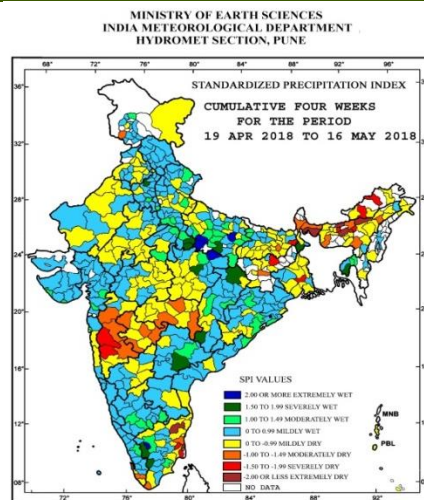 MINISTRY OF EARTH SCIENCES
INDIA METEOROLOGICAL DEPARTMENT
HYDROMET SECTION, PUNE
68° 72° 76° 80° 84° 88° 92° 96°
STANDARDIZED PRECIPITATION INDEX
CUMULATIVE FOUR WEEKS
FOR THE PERIOD
19 APR 2018 TO 16 MAY 2018
36°
32°
28°
24°
20°
16°
12°
08°
SPI VALUES
2.00 OR MORE EXTREMELY WET
1.50 TO 1.99 SEVERELY WET
1.00 TO 1.49 MODERATELY WET
0 TO 0.99 MILDLY WET
0 TO -0.99 MILDLY DRY
-1.00 TO -1.49 MODERATELY DRY
-1.50 TO -1.99 SEVERELY DRY
-2.00 OR LESS EXTREMELY DRY
NO DATA
MNB
PBL
72° 76° 80° 84° 88° 92°